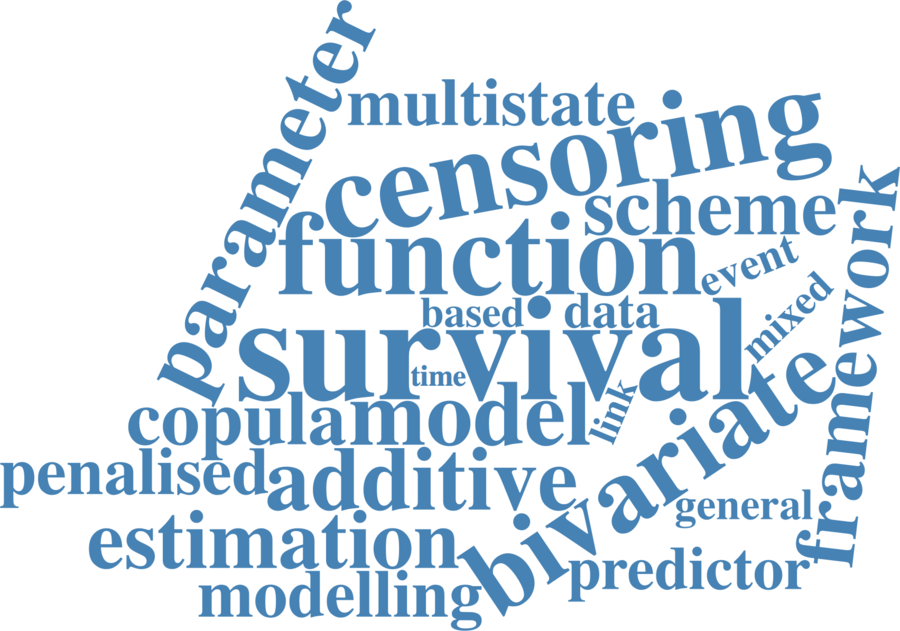 parameter
multistate
censoring
scheme
function
framework
event
based
data
mixed
survival
time
link
copula
model
bivariate
penalised
additive
general
estimation
predictor
modelling